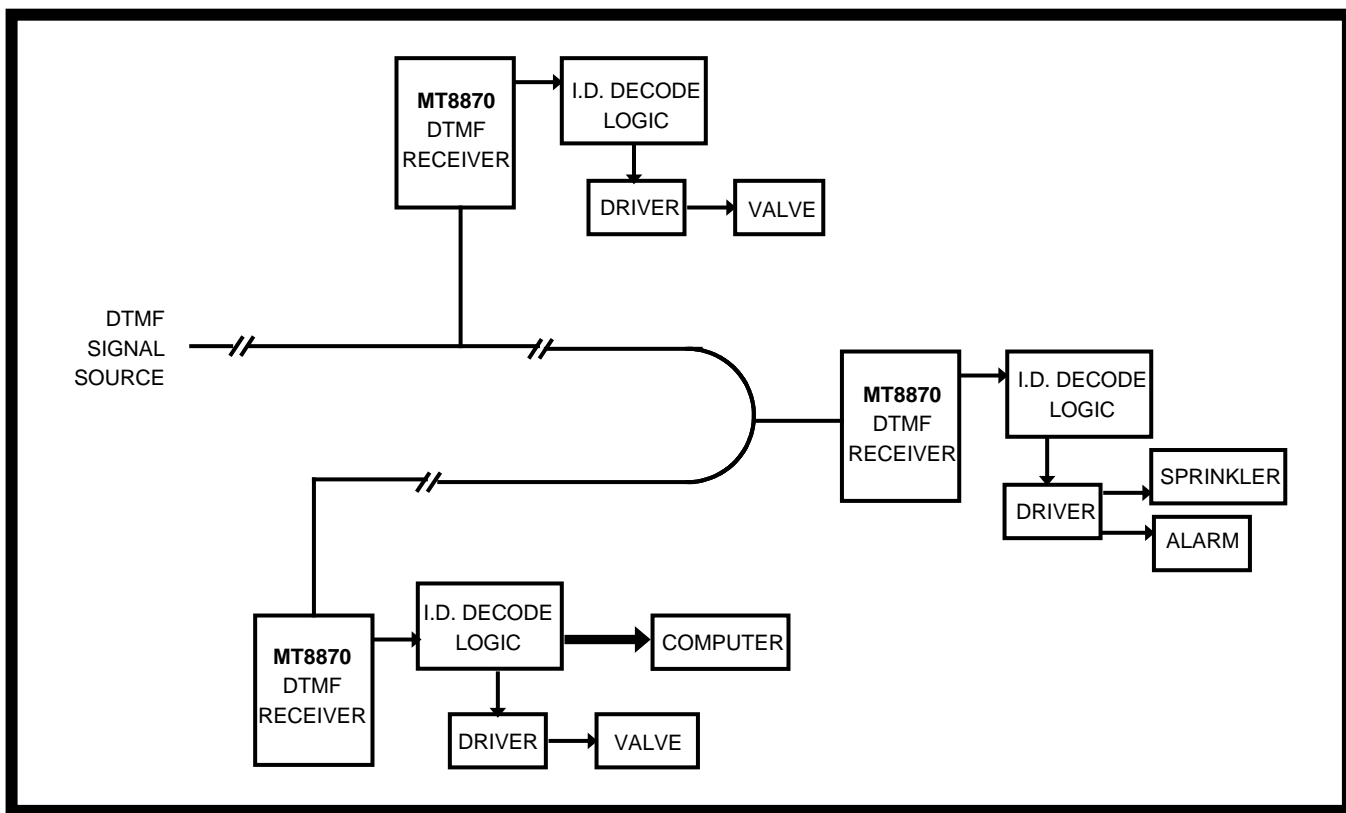 MT8870
DTMF
RECEIVER
I.D. DECODE
LOGIC
DRIVER
VALVE
DTMF
SIGNAL
SOURCE
MT8870
DTMF
RECEIVER
I.D. DECODE
LOGIC
DRIVER
SPRINKLER
ALARM
MT8870
DTMF
RECEIVER
I.D. DECODE
LOGIC
COMPUTER
DRIVER
VALVE